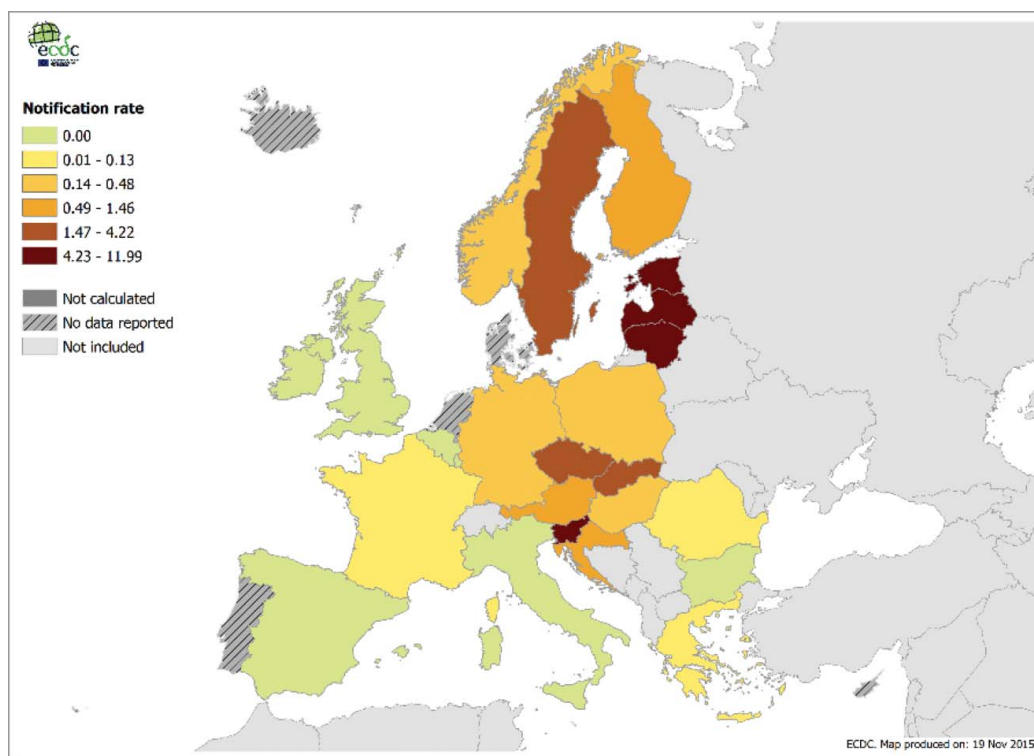 ecdc
Notification rate
0.00
0.01 - 0.13
0.14 - 0.48
0.49 - 1.46
1.47 - 4.22
4.23 - 11.99
Not calculated
No data reported
Not included
ECDC. Map produced on: 19 Nov 2015